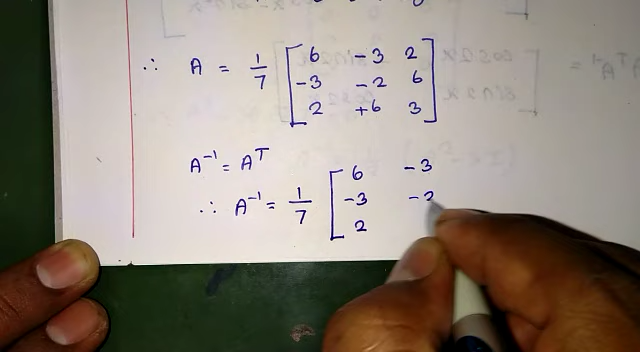 ∴ A = 1/7 [ 6 -3 2
-3 -2 6
2 +6 3 ]
A⁻¹ = Aᵀ
∴ A⁻¹ = 1/7 [ 6 -3
-3 -2
2